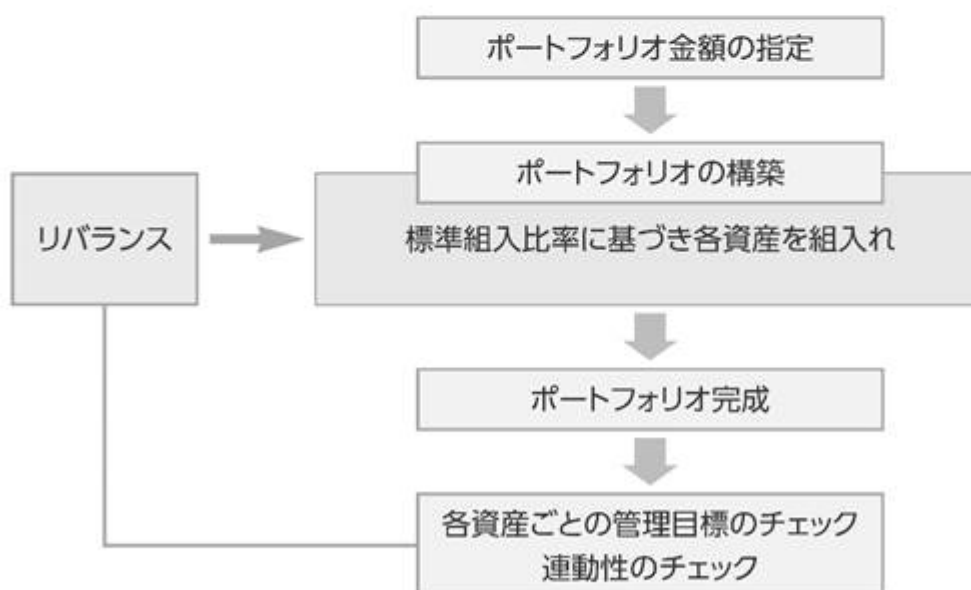 ポートフォリオ金額の指定
ポートフォリオの構築
リバランス
標準組入比率に基づき各資産を組入れ
ポートフォリオ完成
各資産ごとの管理目標のチェック
連動性のチェック